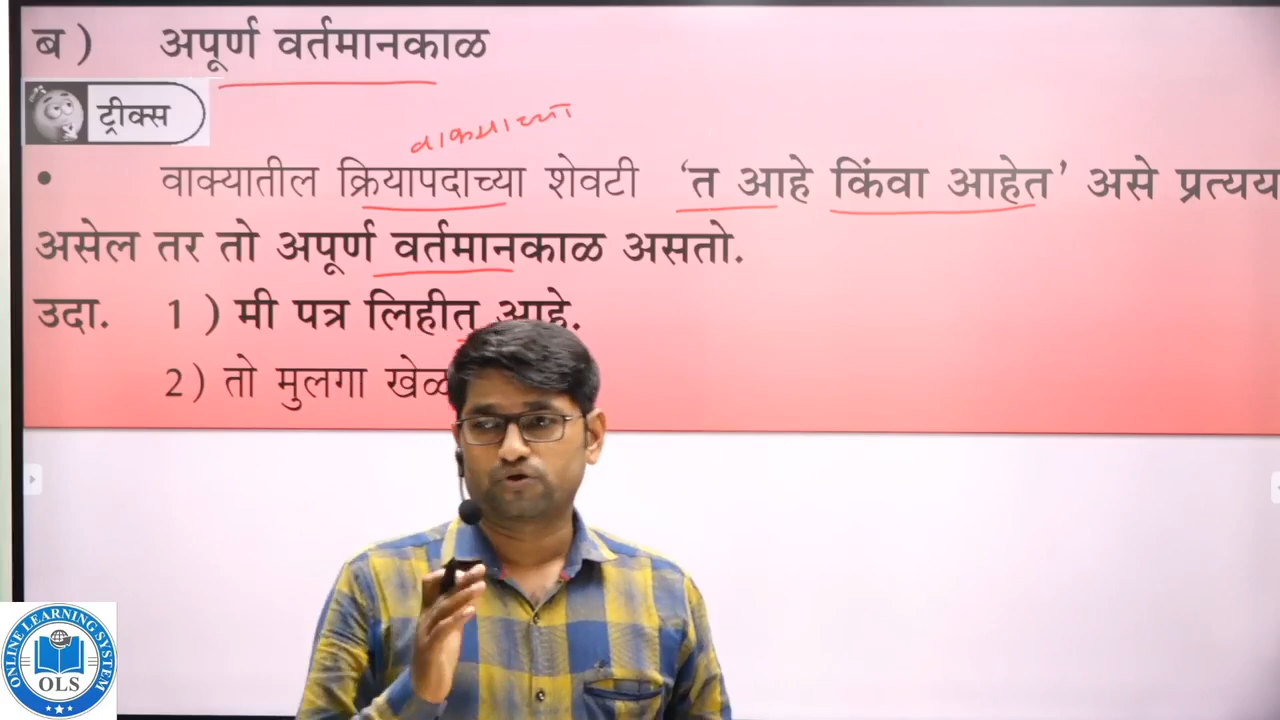 ब ) अपूर्ण वर्तमानकाळ
ट्रीक्स
वाक्याच्या
• वाक्यातील क्रियापदाच्या शेवटी ‘त आहे किंवा आहेत’ असे प्रत्यय
असेल तर तो अपूर्ण वर्तमानकाळ असतो.
उदा. 1 ) मी पत्र लिहीत आहे.
2 ) तो मुलगा खेळ
ONLINE LEARNING SYSTEM
OLS